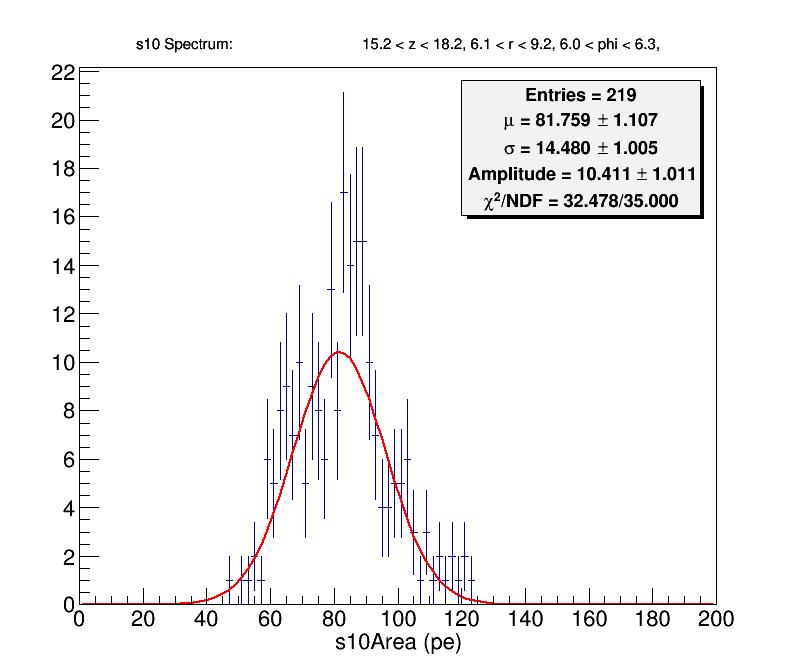 s10 Spectrum: 15.2 < z < 18.2, 6.1 < r < 9.2, 6.0 < phi < 6.3,
Entries = 219
μ = 81.759 ± 1.107
σ = 14.480 ± 1.005
Amplitude = 10.411 ± 1.011
χ²/NDF = 32.478/35.000
22
20
18
16
14
12
10
8
6
4
2
0
0 20 40 60 80 100 120 140 160 180 200
s10Area (pe)